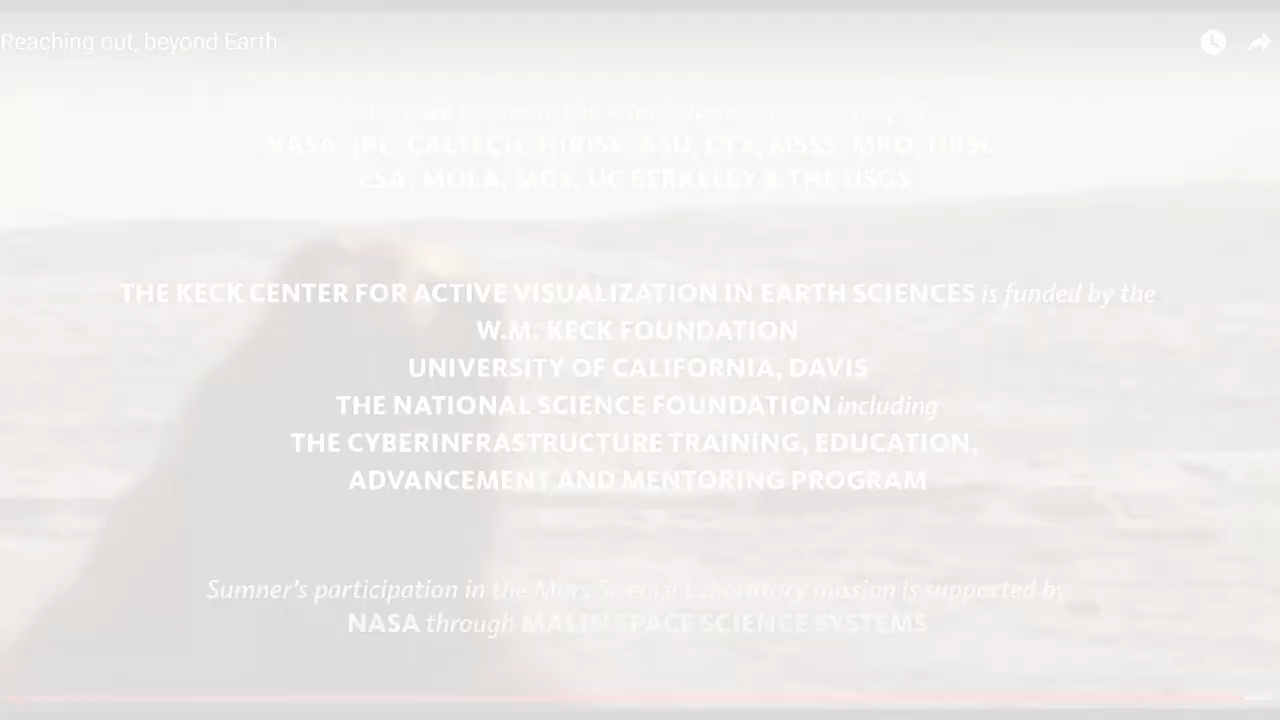 Reaching out, beyond Earth
NASA, JPL, CALTECH, HIRISE, ASU, CTX, MSSS, MRO, HRSC,
ESA, MOLA, MGS, UC BERKELEY & THE USGS
THE KECK CENTER FOR ACTIVE VISUALIZATION IN EARTH SCIENCES is funded by the
W.M. KECK FOUNDATION
UNIVERSITY OF CALIFORNIA, DAVIS
THE NATIONAL SCIENCE FOUNDATION including
THE CYBERINFRASTRUCTURE TRAINING, EDUCATION,
ADVANCEMENT AND MENTORING PROGRAM
Sumner's participation in the Mars Science Laboratory mission is supported by
NASA through MALIN SPACE SCIENCE SYSTEMS